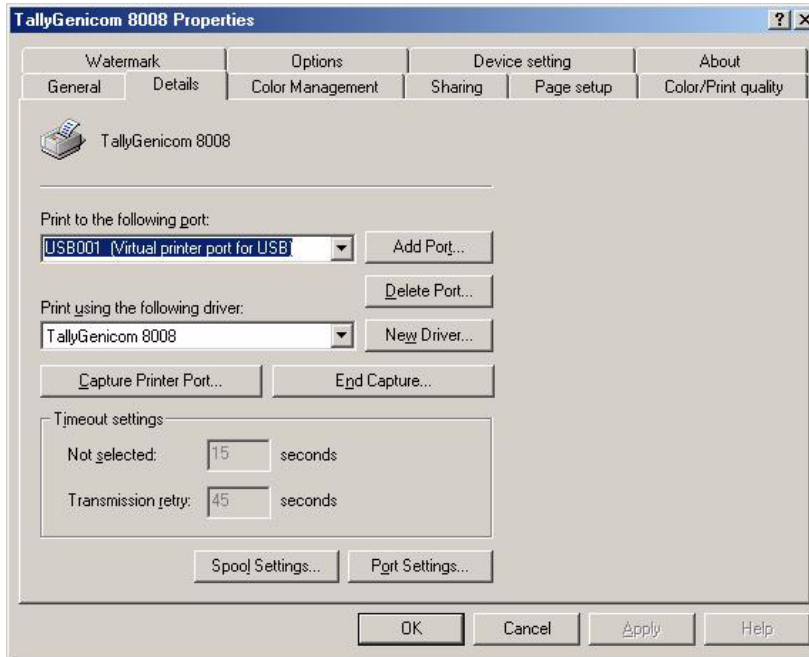 TallyGenicom 8008 Properties
Watermark Options Device setting About
General Details Color Management Sharing Page setup Color/Print quality
TallyGenicom 8008
Print to the following port:
USB001 (Virtual printer port for USB) Add Port...
Delete Port...
Print using the following driver:
TallyGenicom 8008 New Driver...
Capture Printer Port... End Capture...
Timeout settings
Not selected: 15 seconds
Transmission retry: 45 seconds
Spool Settings... Port Settings...
OK Cancel Apply Help